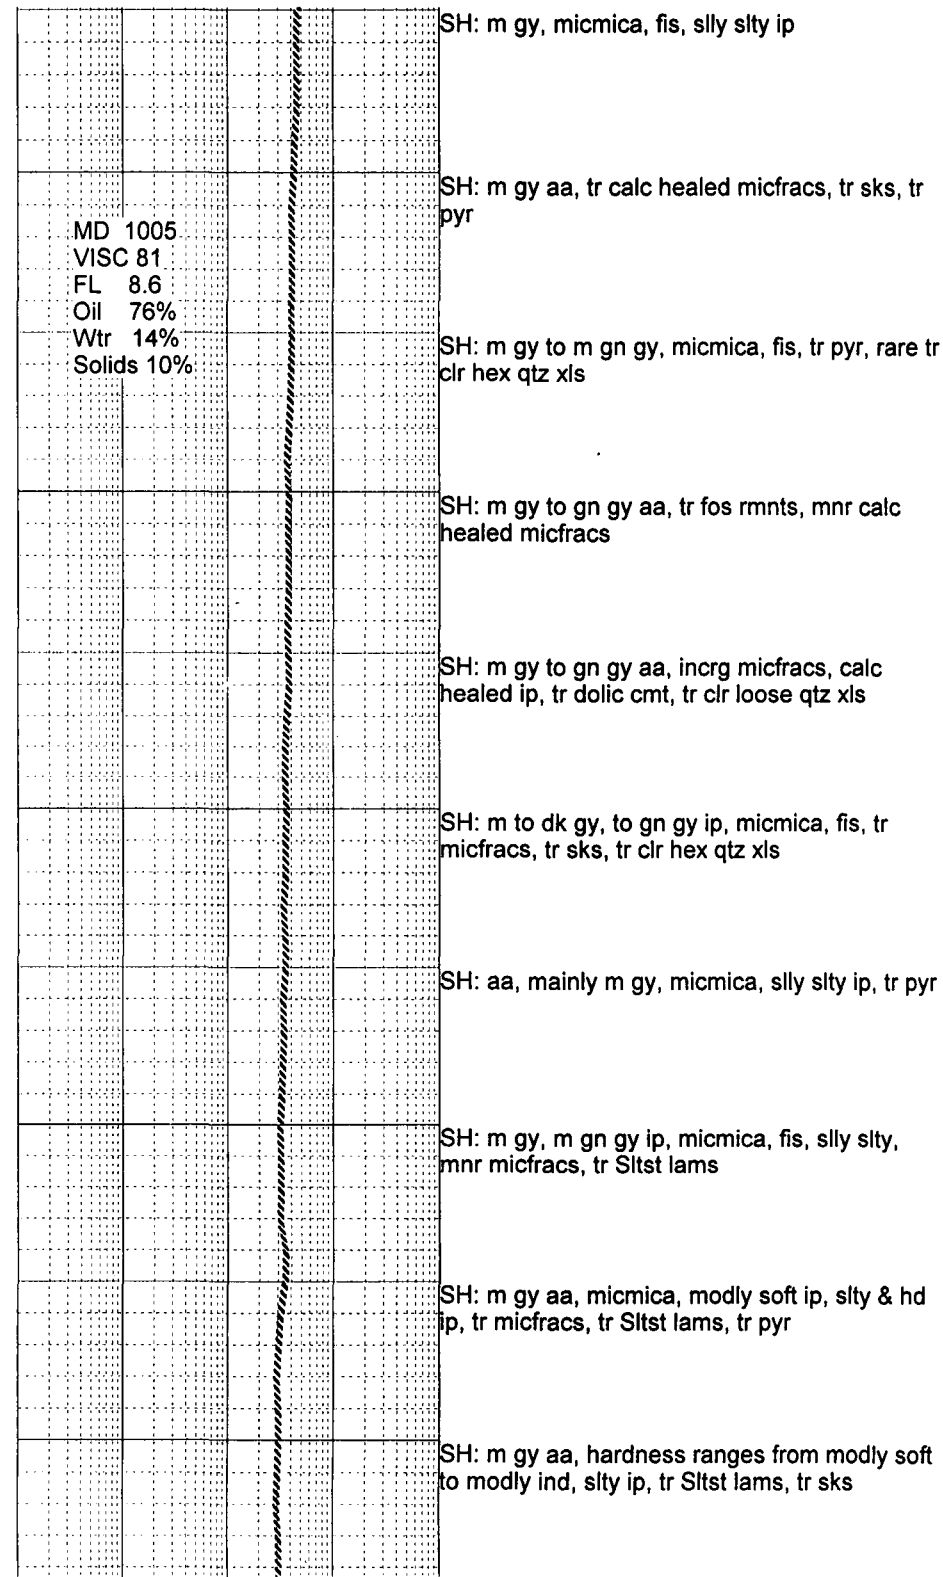 SH: m gy, micmica, fis, slly slty ip
SH: m gy aa, tr calc healed micfracs, tr sks, tr
pyr
MD 1005
VISC 81
FL 8.6
Oil 76%
Wtr 14%
Solids 10%
SH: m gy to m gn gy, micmica, fis, tr pyr, rare tr
clr hex qtz xls
SH: m gy to gn gy aa, tr fos rmnts, mnr calc
healed micfracs
SH: m gy to gn gy aa, incrg micfracs, calc
healed ip, tr dolic cmt, tr clr loose qtz xls
SH: m to dk gy, to gn gy ip, micmica, fis, tr
micfracs, tr sks, tr clr hex qtz xls
SH: aa, mainly m gy, micmica, slly slty ip, tr pyr
SH: m gy, m gn gy ip, micmica, fis, slly slty,
mnr micfracs, tr Sltst lams
SH: m gy aa, micmica, modly soft ip, slty & hd
ip, tr micfracs, tr Sltst lams, tr pyr
SH: m gy aa, hardness ranges from modly soft
to modly ind, slty ip, tr Sltst lams, tr sks